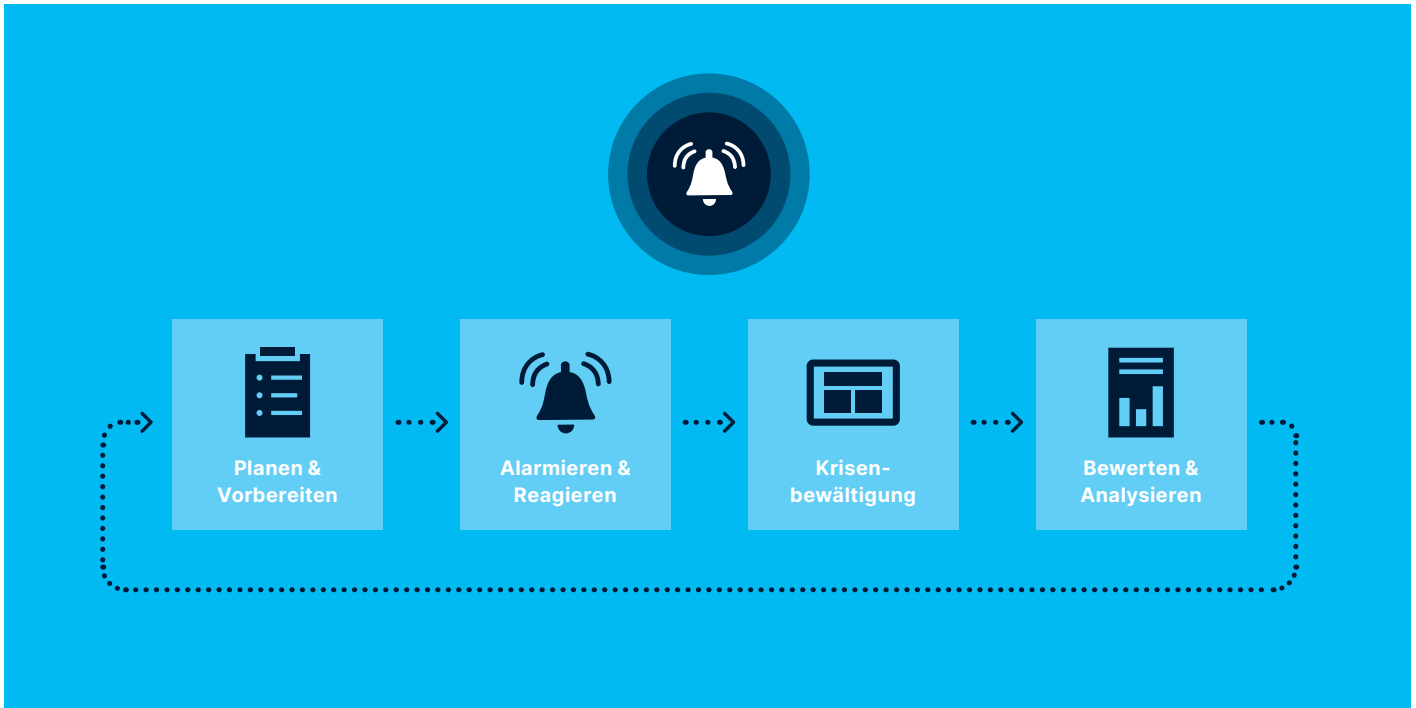 Planen &
Vorbereiten
Alarmieren &
Reagieren
Krisen-
bewältigung
Bewerten &
Analysieren